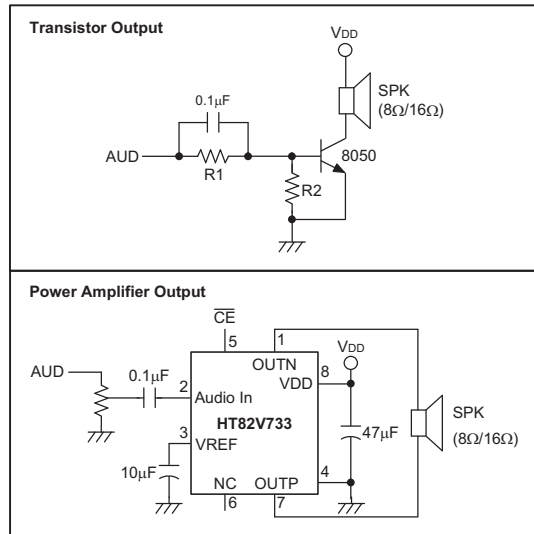 Transistor Output
VDD
SPK
(8Ω/16Ω)
0.1μF
AUD
R1
8050
R2
Power Amplifier Output
CE
5
1
VDD
OUTN
8
AUD
0.1μF
VDD
2
Audio In
HT82V733
SPK
(8Ω/16Ω)
3
VREF
47μF
10μF
4
NC
OUTP
6
7